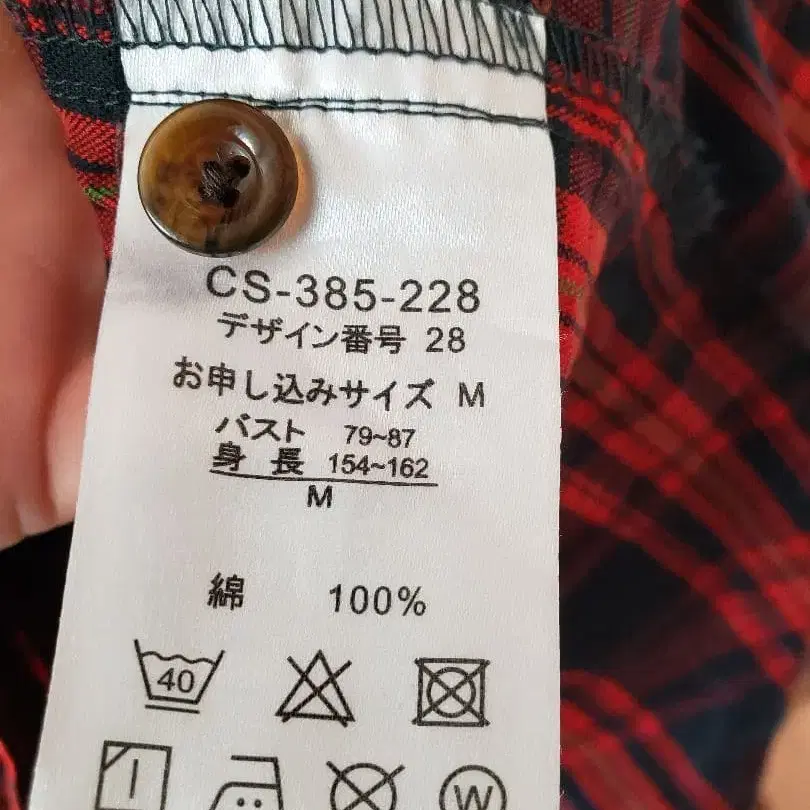 CS-385-228
デザイン番号 28
お申し込みサイズ M
バスト 79~87
身 長 154~162
M
綿 100%
40
W